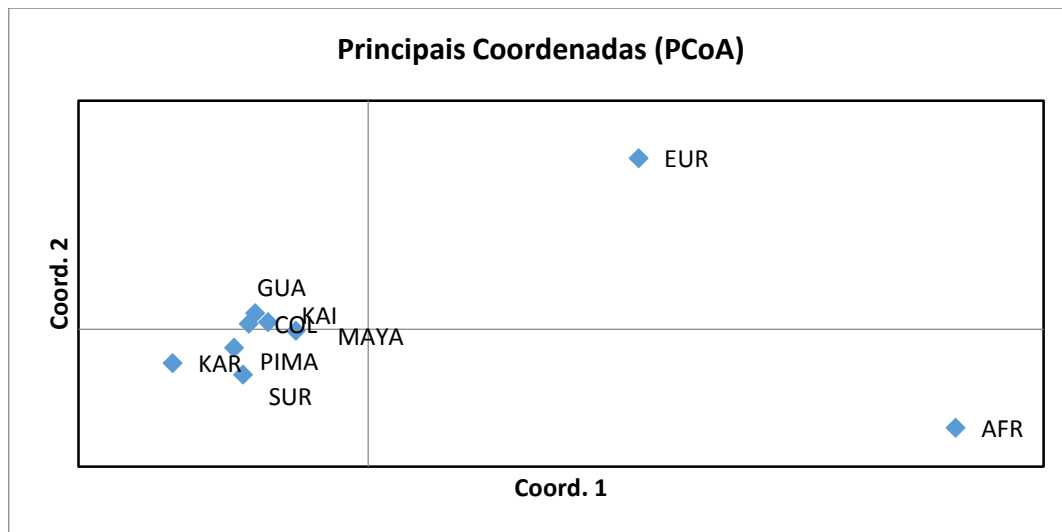 Principais Coordenadas (PCoA)
EUR
GUA
KAI
COL
MAYA
KAR
PIMA
SUR
AFR
Coord. 2
Coord. 1